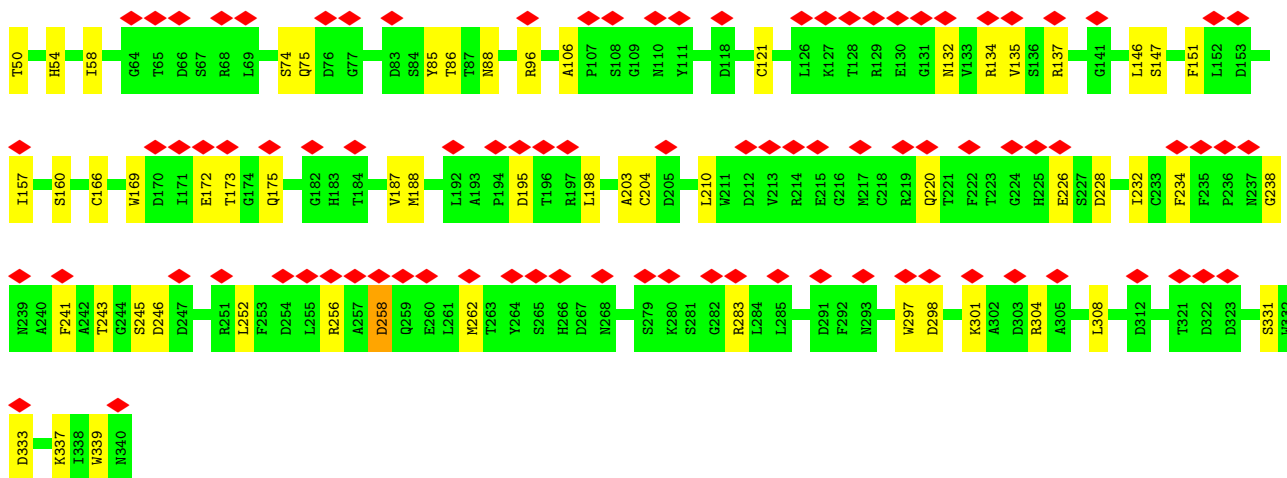 T50 H54 I58 G64 T65 D66 S67 R68 L69 S74 Q75 D76 G77 D83 S84 Y85 T86 T87 N88 R96 A106 P107 S108 G109 N110 Y111 D118 C121 L126 K127 T128 R129 E130 G131 N132 V133 R134 V135 S136 R137 G141 L146 S147 F151 L152 D153
I157 S160 C166 W169 D170 I171 E172 T173 G174 Q175 G182 H183 T184 V187 M188 L192 A193 P194 D195 T196 R197 L198 A203 C204 D205 L210 W211 D212 V213 R214 E215 G216 M217 C218 R219 Q220 T221 F222 T223 G224 H225 E226 S227 D228 I232 C233 F234 F235 P236 N237 G238
N239 A240 F241 A242 T243 G244 S245 D246 D247 R251 L252 F253 D254 L255 R256 A257 D258 Q259 E260 L261 M262 T263 Y264 S265 H266 D267 N268 S279 K280 S281 G282 R283 L284 L285 D291 F292 N293 W297 D298 K301 A302 D303 R304 A305 L308 D312 T321 D322 D323 S331
D333 K337 I338 W339 N340